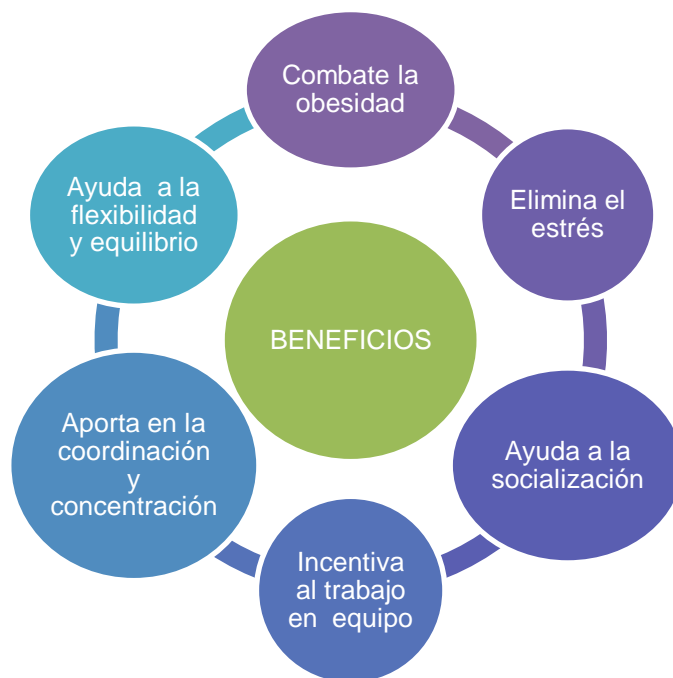 Combate la
obesidad
Elimina el
estrés
Ayuda a la
socialización
Incentiva
al trabajo
en equipo
Aporta en la
coordinación
y
concentración
Ayuda a la
flexibilidad
y equilibrio
BENEFICIOS